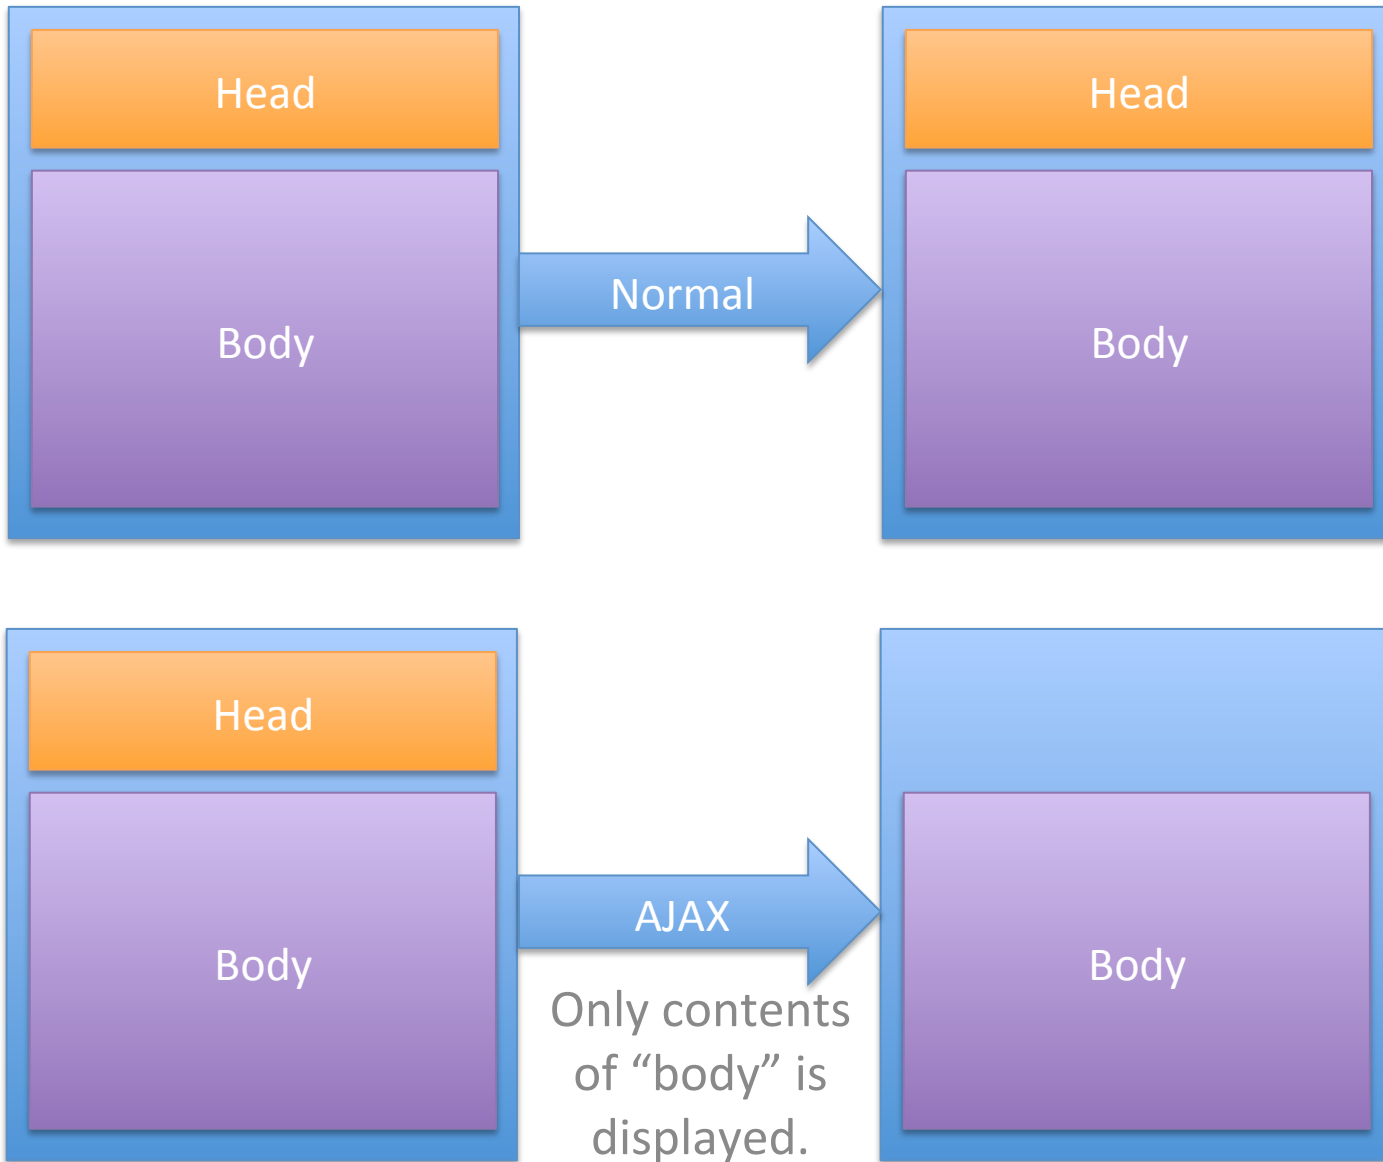 Head
Head
Body
Normal
Body
Head
Body
AJAX
Body
Only contents
of “body” is
displayed.